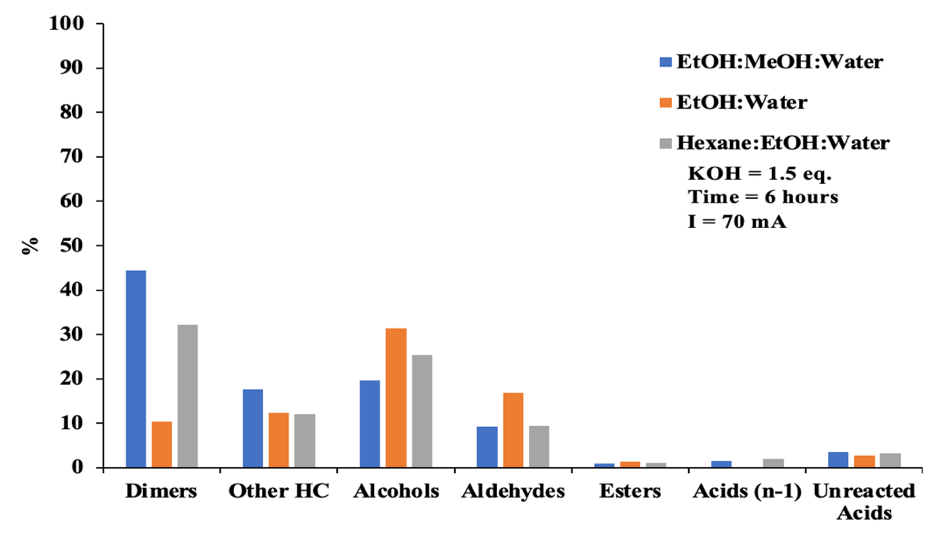 100
90
80
70
60
50
40
30
20
10
0
%
EtOH:MeOH:Water
EtOH:Water
Hexane:EtOH:Water
KOH = 1.5 eq.
Time = 6 hours
I = 70 mA
Dimers
Other HC
Alcohols
Aldehydes
Esters
Acids (n-1)
Unreacted
Acids